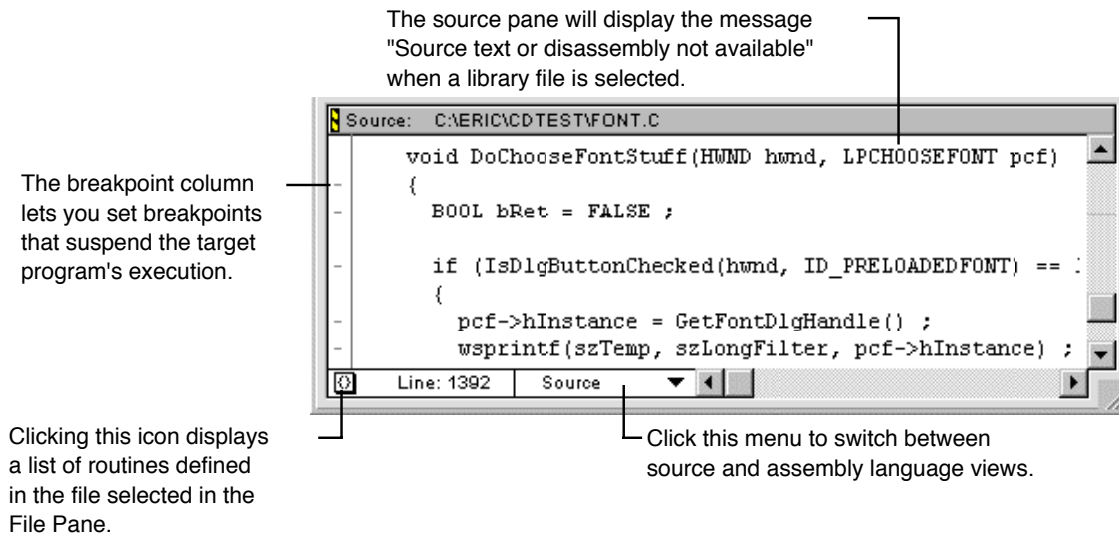 The source pane will display the message
"Source text or disassembly not available"
when a library file is selected.
Source: C:\ERIC\CDTEST\FONT.C
void DoChooseFontStuff(HWND hwnd, LPCHOOSEFONT pcf)
{
BOOL bRet = FALSE ;
if (IsDlgButtonChecked(hwnd, ID_PRELOADEDFONT) ==
{
pcf->hInstance = GetFontDlgHandle() ;
wsprintf(szTemp, szLongFilter, pcf->hInstance) ;
Line: 1392 Source
The breakpoint column
lets you set breakpoints
that suspend the target
program's execution.
Clicking this icon displays
a list of routines defined
in the file selected in the
File Pane.
Click this menu to switch between
source and assembly language views.